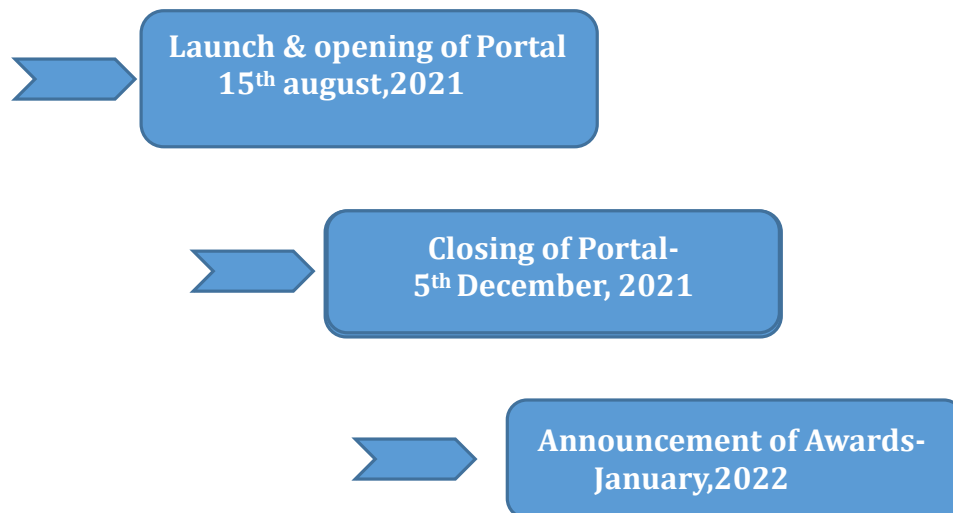 Launch & opening of Portal
15th august,2021
Closing of Portal-
5th December, 2021
Announcement of Awards-
January,2022